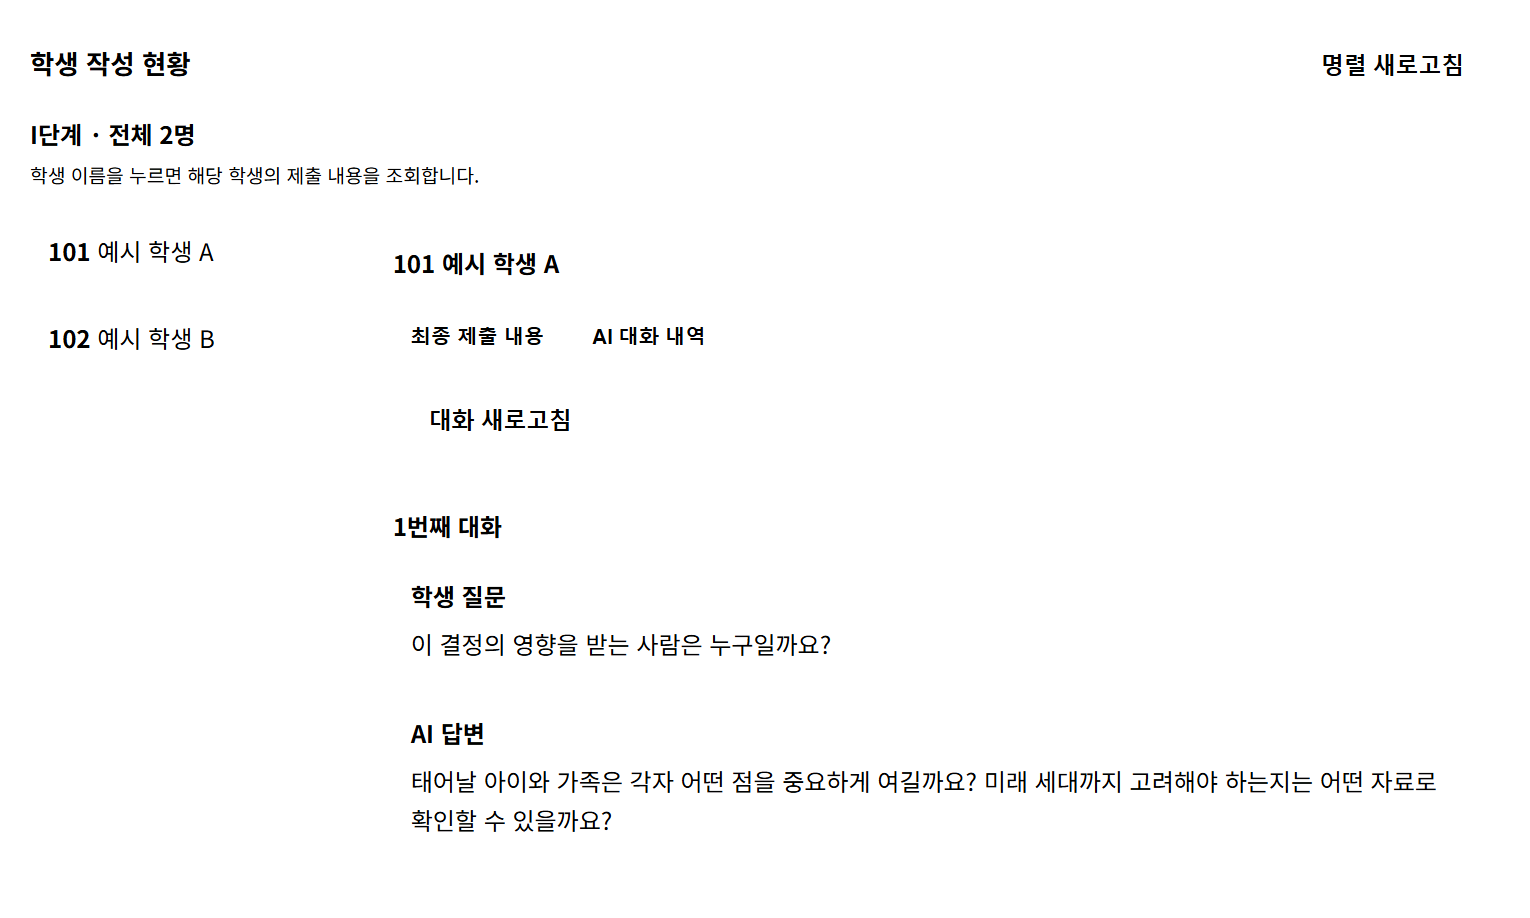 학생 작성 현황
명렬 새로고침
I단계 · 전체 2명
학생 이름을 누르면 해당 학생의 제출 내용을 조회합니다.
101 예시 학생 A
102 예시 학생 B
101 예시 학생 A
최종 제출 내용 AI 대화 내역
대화 새로고침
1번째 대화
학생 질문
이 결정의 영향을 받는 사람은 누구일까요?
AI 답변
태어날 아이와 가족은 각자 어떤 점을 중요하게 여길까요? 미래 세대까지 고려해야 하는지는 어떤 자료로
확인할 수 있을까요?